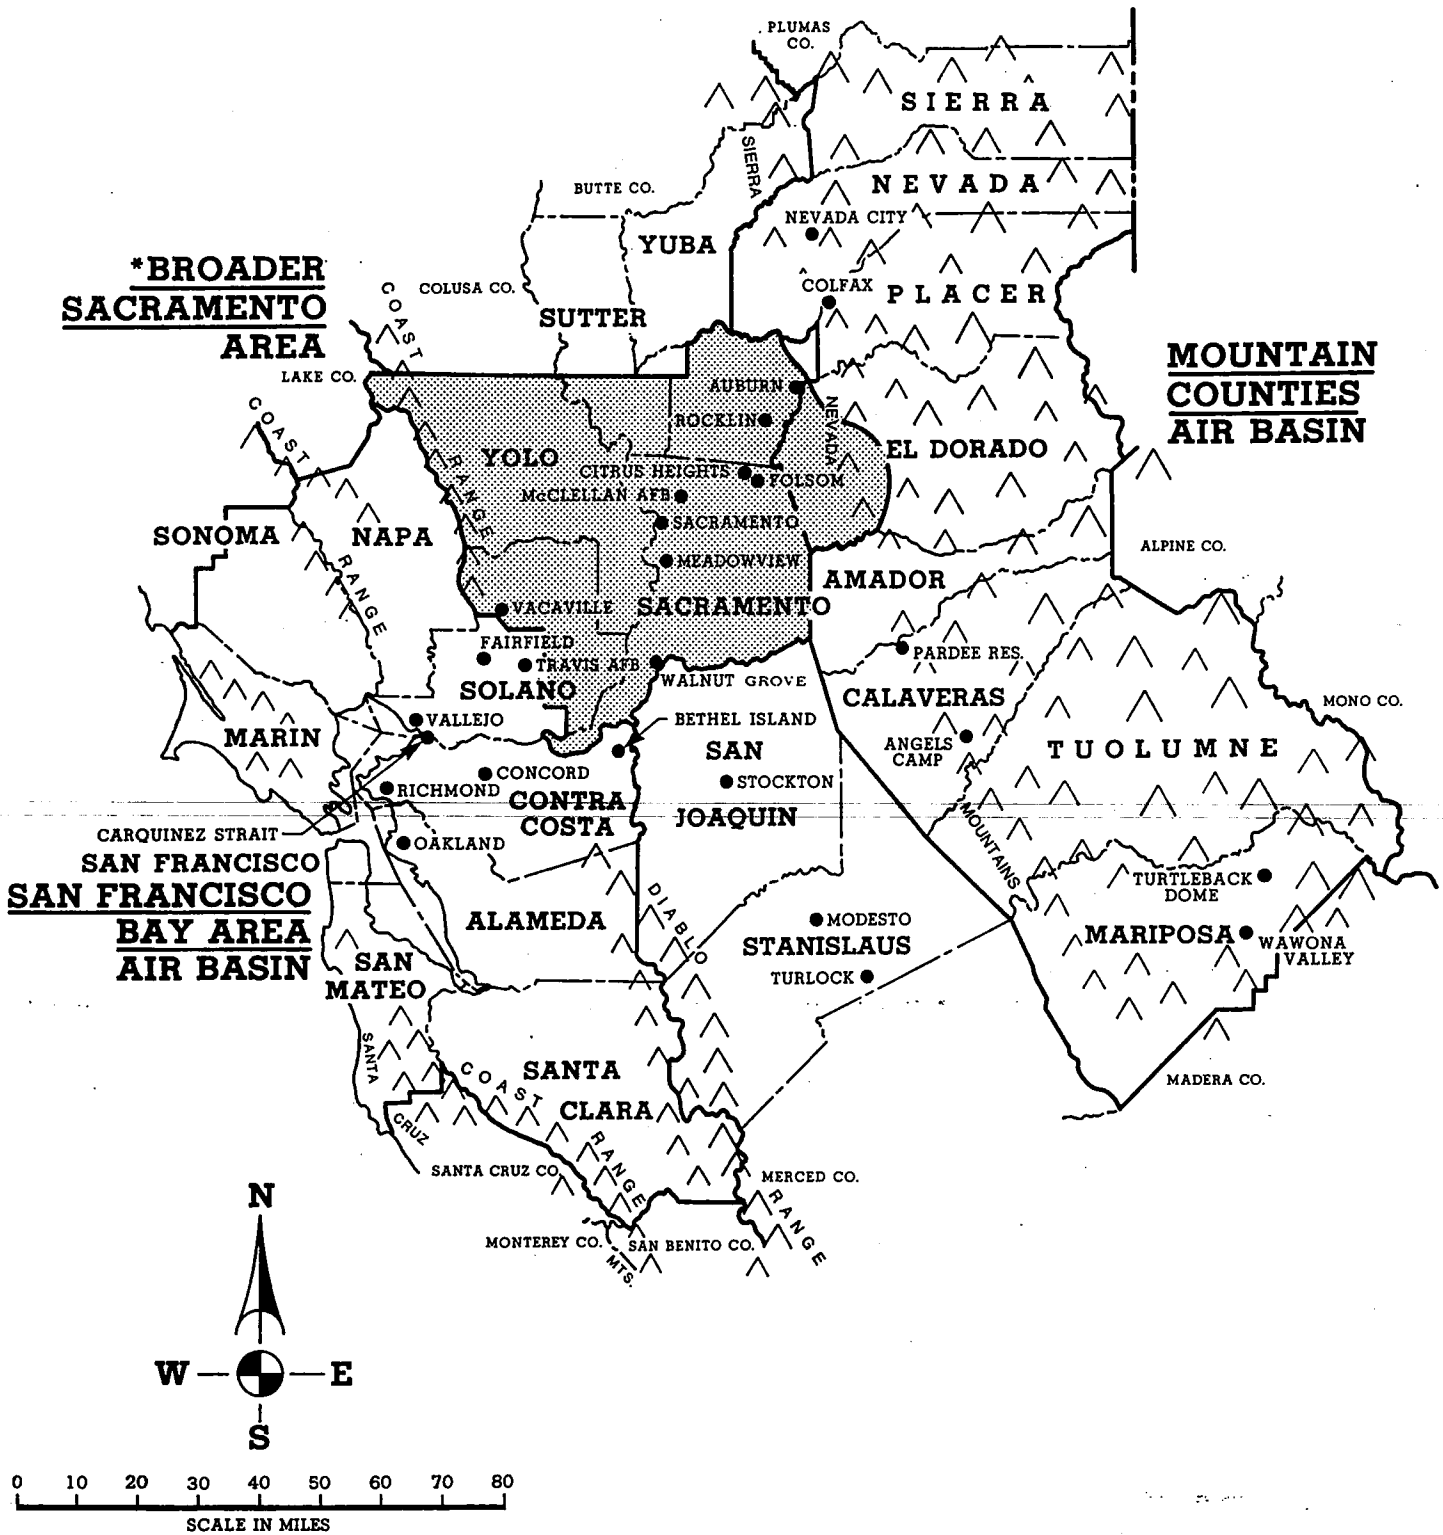 PLUMAS
CO.
SIERRA
SIERRA
BUTTE CO.
NEVADA
NEVADA CITY
YUBA
*BROADER
SACRAMENTO
AREA
COAST
COLUSA CO.
COLFAX
PLACER
SUTTER
MOUNTAIN
COUNTIES
AIR BASIN
LAKE CO.
AUBURN
COAST
ROCKLIN
NEVADA
YOLO
EL DORADO
CITRUS HEIGHTS
FOLSOM
RANGE
McCLELLAN AFB
SACRAMENTO
SONOMA
NAPA
ALPINE CO.
MEADOWVIEW
AMADOR
RANGE
VACAVILLE
SACRAMENTO
FAIRFIELD
TRAVIS AFB
PARDEE RES.
SOLANO
WALNUT GROVE
CALAVERAS
MONO CO.
VALLEJO
BETHEL ISLAND
MARIN
SAN
JOAQUIN
ANGELS
CAMP
TUOLUMNE
CONCORD
STOCKTON
RICHMOND
CONTRA
COSTA
CARQUINEZ STRAIT
OAKLAND
MOUNTAINS
SAN FRANCISCO
SAN FRANCISCO
BAY AREA
AIR BASIN
TURTLEBACK
DOME
DIABLO
ALAMEDA
MODESTO
STANISLAUS
MARIPOSA
WAWONA
VALLEY
SAN
MATEO
TURLOCK
SANTA
CRUZ
COAST
SANTA
CLARA
MADERA CO.
RANGE
SANTA CRUZ CO.
MERCED CO.
RANGE
MONTEREY CO.
SAN BENITO CO.
MTS.
N
W
E
S
0 10 20 30 40 50 60 70 80
SCALE IN MILES